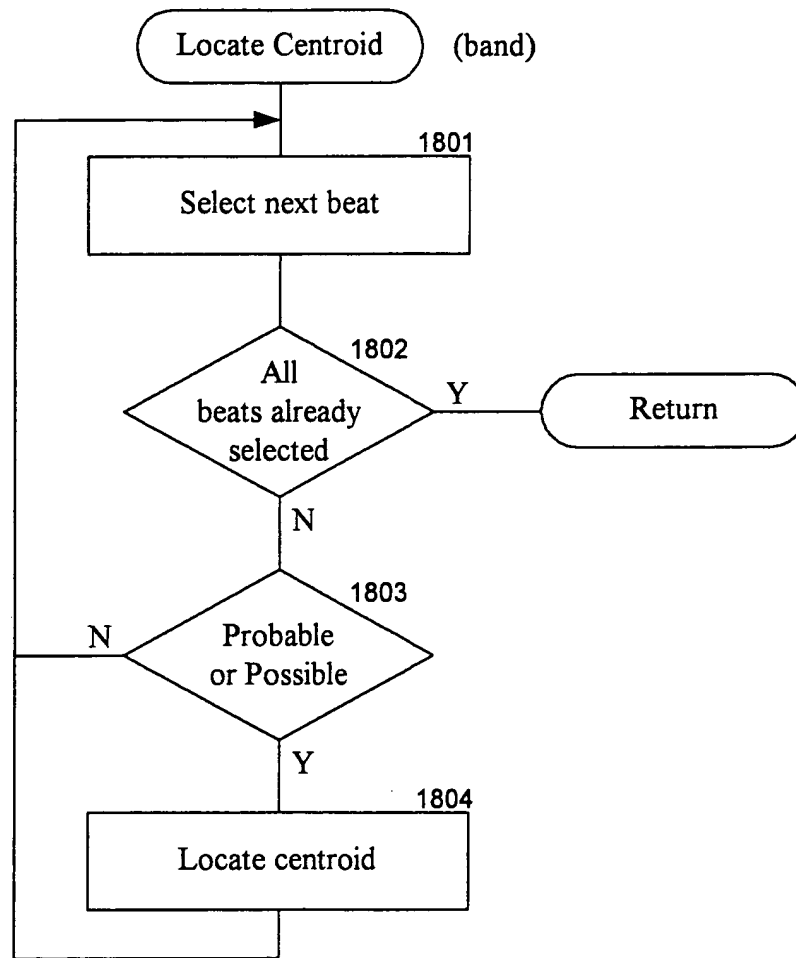 Locate Centroid (band)
1801
Select next beat
1802
All
beats already
selected
Y
Return
N
1803
Probable
or Possible
N
Y
1804
Locate centroid